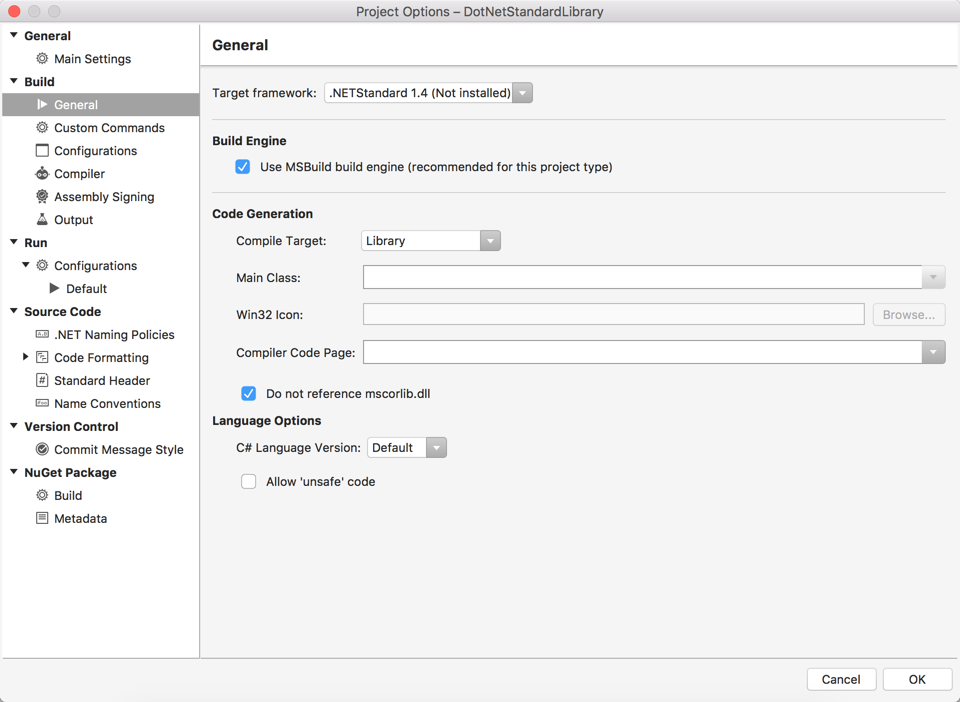 Project Options – DotNetStandardLibrary
General
Main Settings
Build
General
Custom Commands
Configurations
Compiler
Assembly Signing
Output
Run
Configurations
Default
Source Code
.NET Naming Policies
Code Formatting
Standard Header
Name Conventions
Version Control
Commit Message Style
NuGet Package
Build
Metadata
General
Target framework: .NETStandard 1.4 (Not installed)
Build Engine
Use MSBuild build engine (recommended for this project type)
Code Generation
Compile Target: Library
Main Class:
Win32 Icon: Browse...
Compiler Code Page:
Do not reference mscorlib.dll
Language Options
C# Language Version: Default
Allow 'unsafe' code
Cancel OK